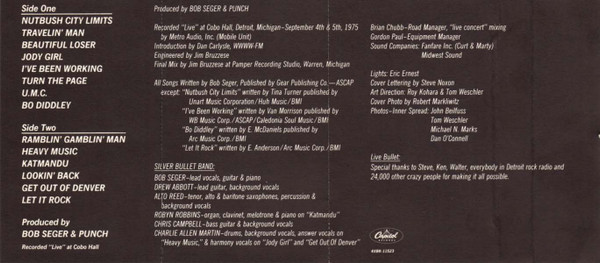 Side One
NUTBUSH CITY LIMITS
TRAVELIN' MAN
BEAUTIFUL LOSER
JODY GIRL
I'VE BEEN WORKING
TURN THE PAGE
U.M.C.
BO DIDDLEY
Side Two
RAMBLIN' GAMBLIN' MAN
HEAVY MUSIC
KATMANDU
LOOKIN' BACK
GET OUT OF DENVER
LET IT ROCK
Produced by
BOB SEGER & PUNCH
Recorded "Live" at Cobo Hall
Produced by BOB SEGER & PUNCH
Recorded "Live" at Cobo Hall, Detroit, Michigan–September 4th & 5th, 1975
by Metro Audio, Inc. (Mobile Unit)
Introduction by Dan Carlysle, WWWW-FM
Engineered by Jim Bruzzese
Final Mix by Jim Bruzzese at Pamper Recording Studio, Warren, Michigan
All Songs Written by Bob Seger, Published by Gear Publishing Co.—ASCAP
except: "Nutbush City Limits" written by Tina Turner published by
Unart Music Corporation/Huh Music/BMI
"I've Been Working" written by Van Morrison published by
WB Music Corp./ASCAP/Caledonia Soul Music/BMI
"Bo Diddley" written by E. McDaniels published by
Arc Music Corp./BMI
"Let It Rock" written by E. Anderson/Arc Music Corp./BMI
SILVER BULLET BAND:
BOB SEGER–lead vocals, guitar & piano
DREW ABBOTT–lead guitar, background vocals
ALTO REED-tenor, alto & baritone saxophones, percussion &
background vocals
ROBYN ROBBINS-organ, clavinet, melotrone & piano on "Katmandu"
CHRIS CAMPBELL–bass guitar & background vocals
CHARLIE ALLEN MARTIN–drums, background vocals, answer vocals on
"Heavy Music," & harmony vocals on "Jody Girl" and "Get Out Of Denver"
Brian Chubb–Road Manager, "live concert" mixing
Gordon Paul–Equipment Manager
Sound Companies: Fanfare Inc. (Curt & Marty)
Midwest Sound
Lights: Eric Ernest
Cover Lettering by Steve Noxon
Art Direction: Roy Kohara & Tom Weschler
Cover Photo by Robert Marklewitz
Photos–Inner Spread: John Beilfuss
Tom Weschler
Michael N. Marks
Dan O'Connell
Live Bullet:
Special thanks to Steve, Ken, Walter, everybody in Detroit rock radio and
24,000 other crazy people for making it all possible.
Capitol
SKBB-11523